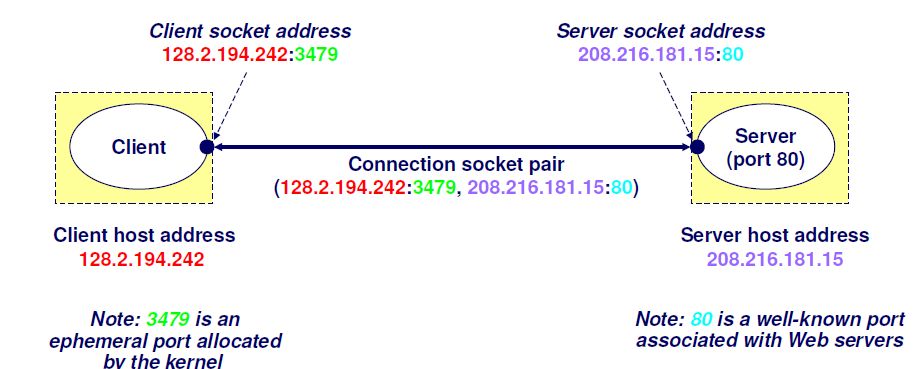 Client socket address
128.2.194.242:3479
Server socket address
208.216.181.15:80
Client
Server
(port 80)
Connection socket pair
(128.2.194.242:3479, 208.216.181.15:80)
Client host address
128.2.194.242
Server host address
208.216.181.15
Note: 3479 is an
ephemeral port allocated
by the kernel
Note: 80 is a well-known port
associated with Web servers